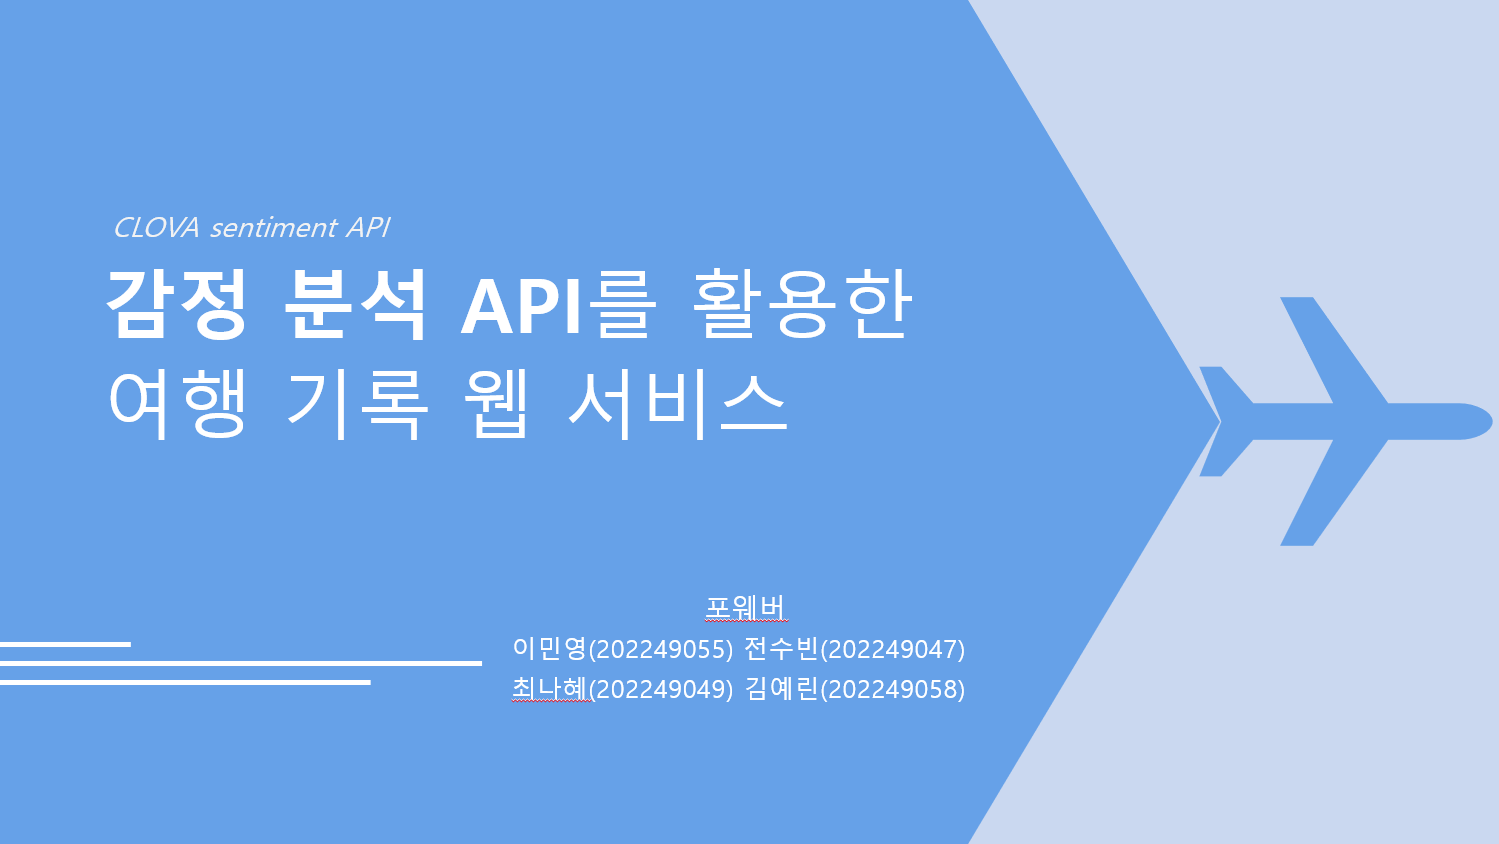 CLOVA sentiment API
감정 분석 API를 활용한
여행 기록 웹 서비스
포웨버
이민영(202249055) 전수빈(202249047)
최나혜(202249049) 김예린(202249058)